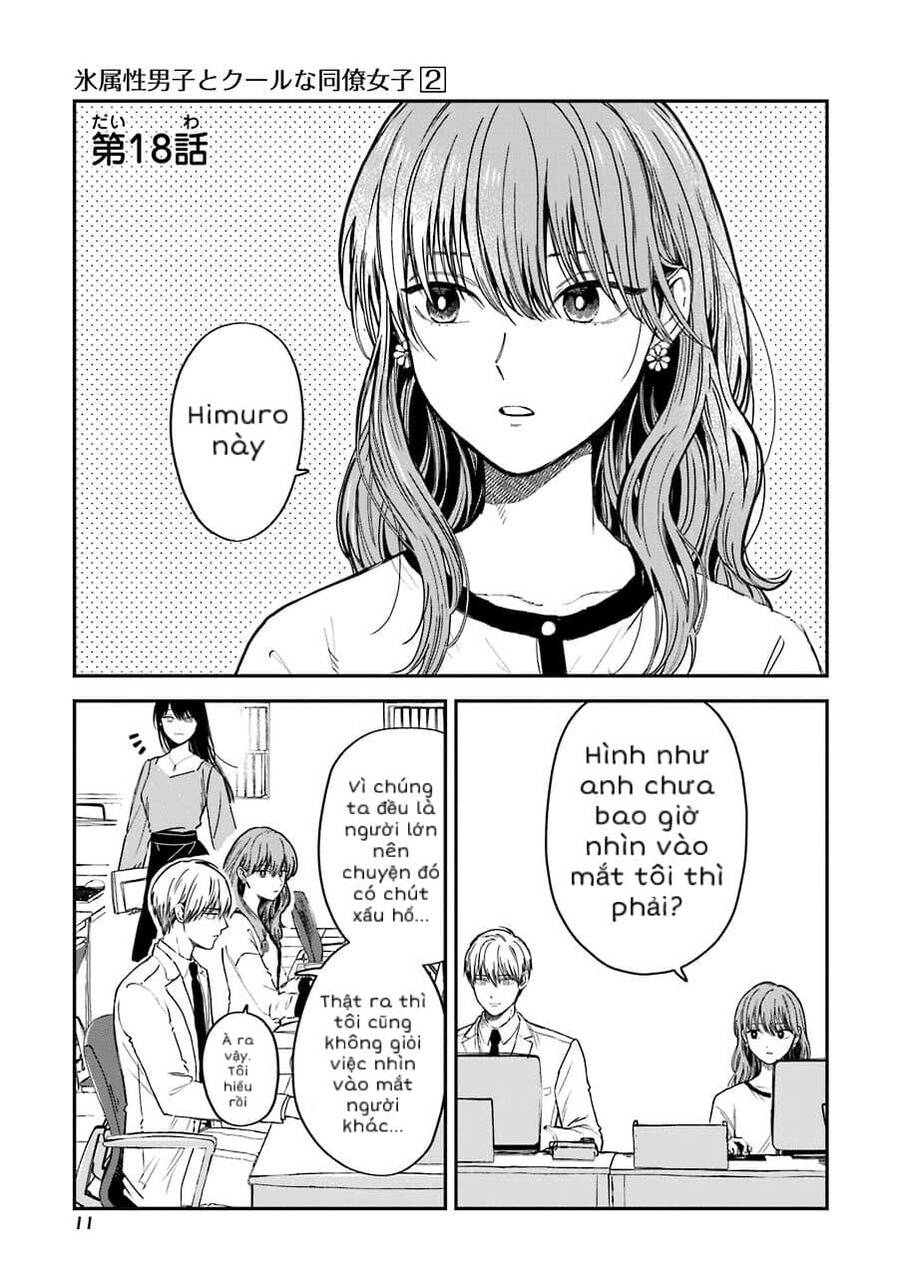 氷属性男子とクールな同僚女子2
だい わ
第18話
Himuro
này
Hình như
anh chưa
bao giờ
nhìn vào
mắt tôi thì
phải?
Vì chúng
ta đều là
người lớn
nên
chuyện đó
có chút
xấu hổ...
Thật ra thì
tôi cũng
không giỏi
việc nhìn
vào mắt
người
khác...
À ra
vậy.
Tôi
hiểu
rồi
11